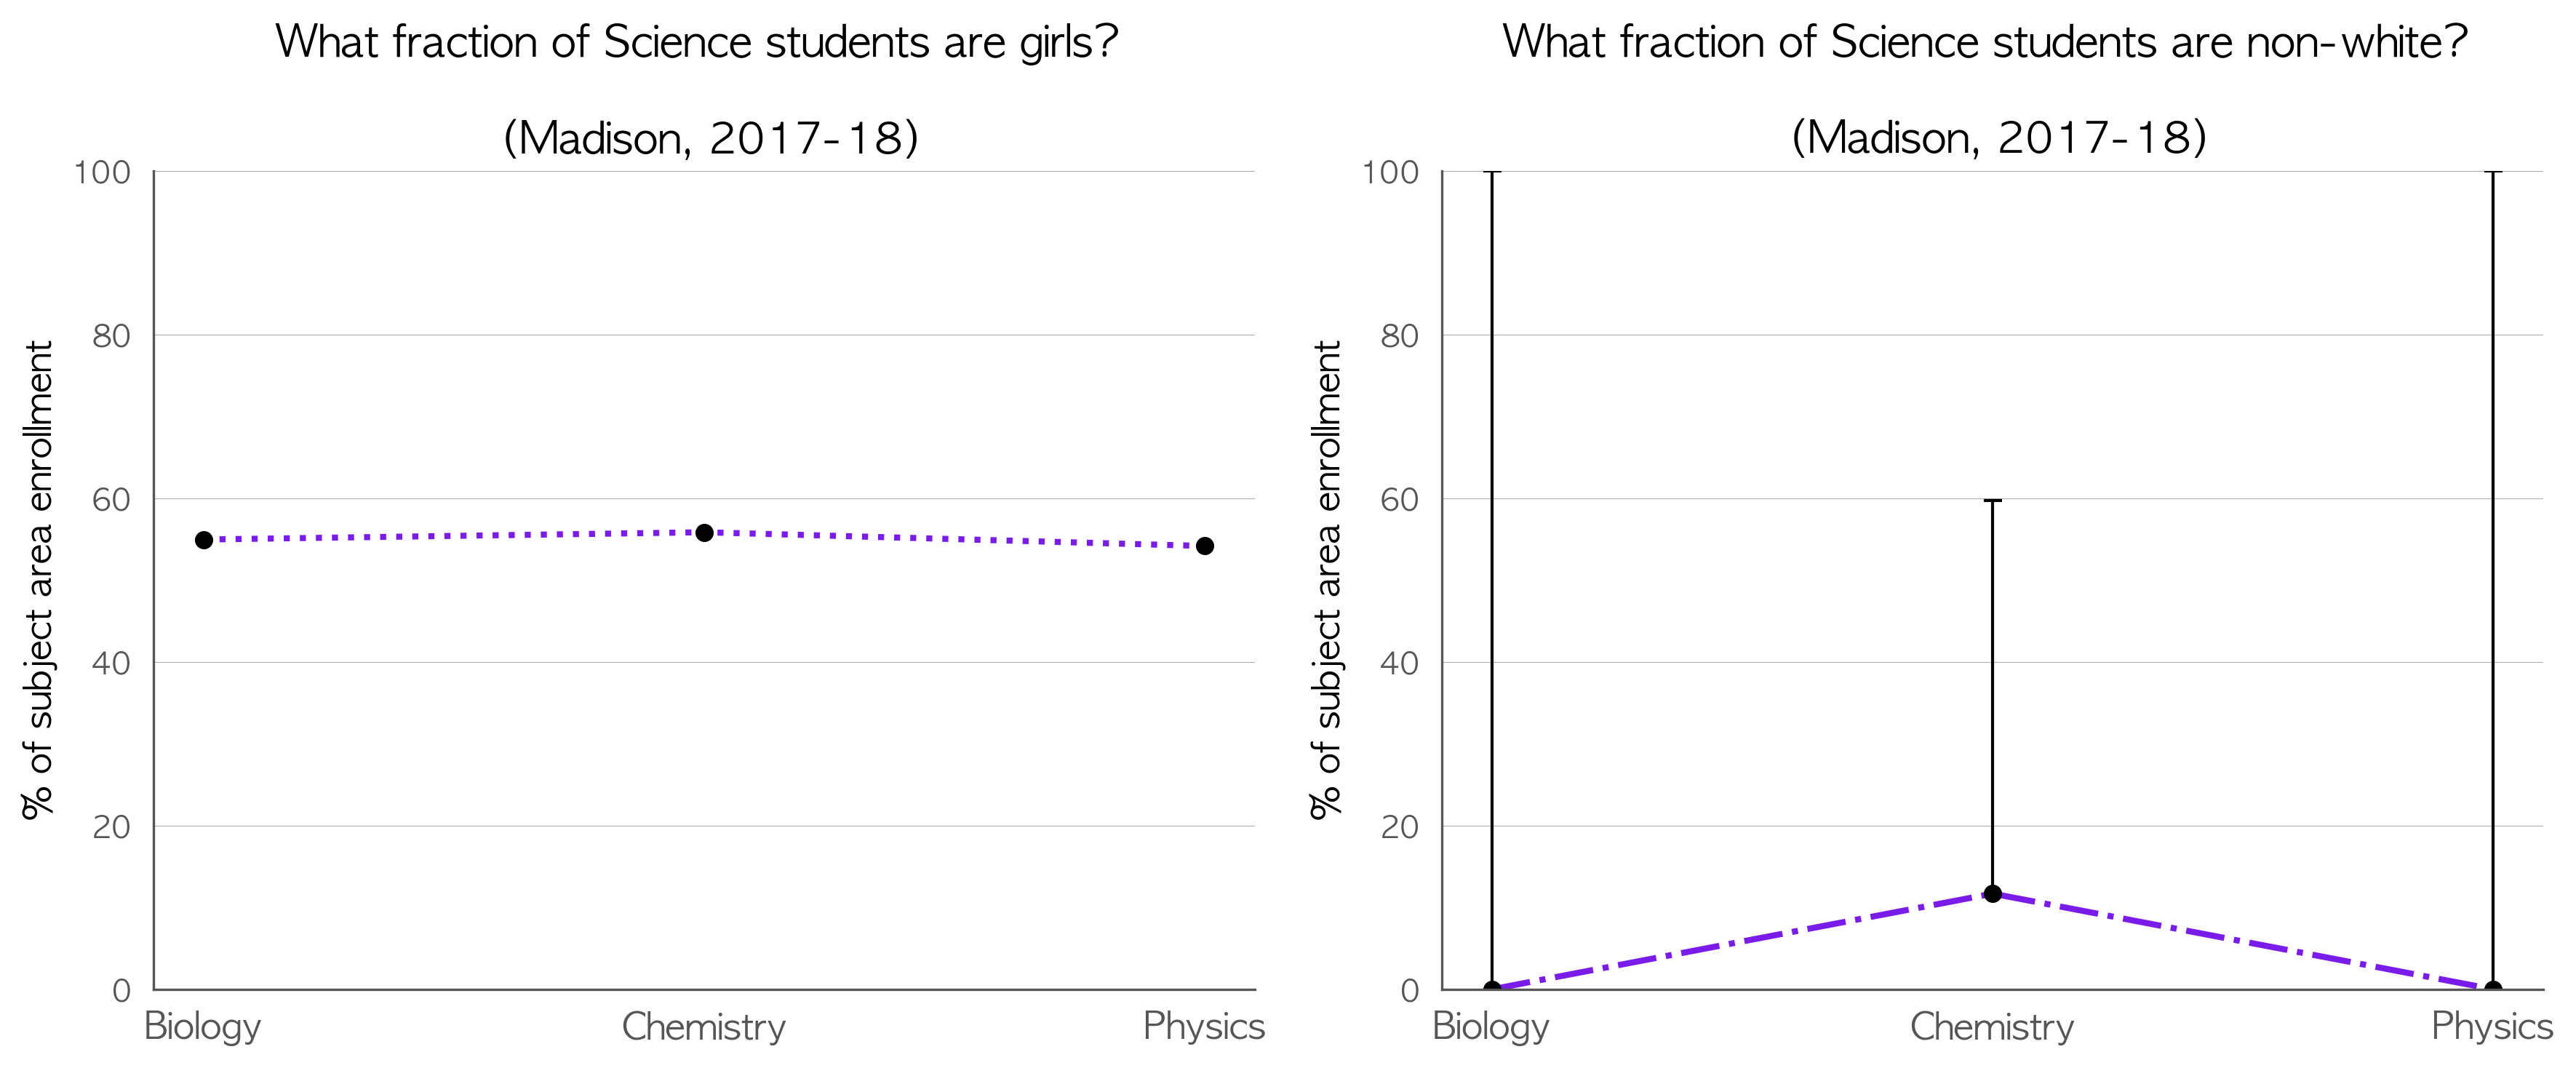 What fraction of Science students are girls?
(Madison, 2017-18)
100
80
60
40
20
0
% of subject area enrollment
Biology
Chemistry
Physics
What fraction of Science students are non-white?
(Madison, 2017-18)
100
80
60
40
20
0
% of subject area enrollment
Biology
Chemistry
Physics